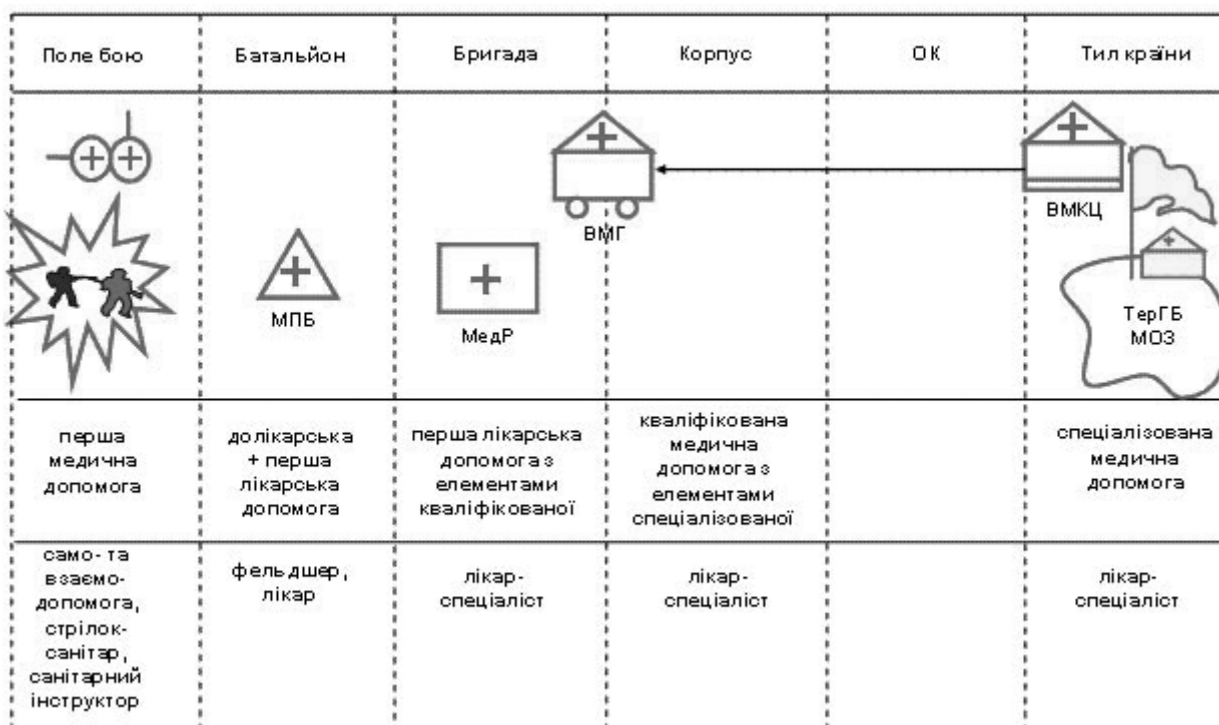 Поле бою
Батальйон
Бригада
Корпус
ОК
Тил країни
ВМГ
ВМКЦ
МПБ
МедР
ТерГБ
МОЗ
перша
медична
допомога
долікарська
+ перша
лікарська
допомога
перша лікарська
допомога з
елементами
кваліфікованої
кваліфікована
медична
допомога з
елементами
спеціалізованої
спеціалізована
медична
допомога
само- та
взаємо-
допомога,
стрілок-
санітар,
санітарний
інструктор
фельдшер,
лікар
лікар-
спеціаліст
лікар-
спеціаліст
лікар-
спеціаліст